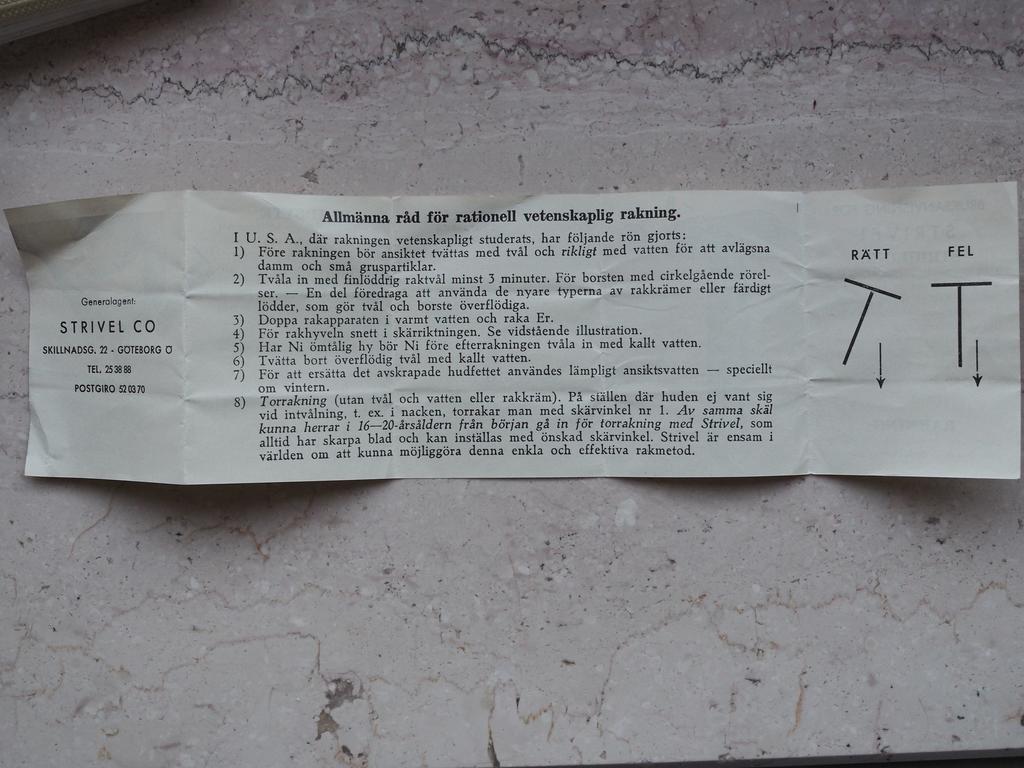 Generalagent:
STRIVEL CO
SKILLNADSG. 22 - GÖTEBORG Ö
TEL. 25 38 88
POSTGIRO 52 03 70
Allmänna råd för rationell vetenskaplig rakning.
I U. S. A., där rakningen vetenskapligt studerats, har följande rön gjorts:
1) Före rakningen bör ansiktet tvättas med tvål och rikligt med vatten för att avlägsna
damm och små gruspartiklar.
2) Tvåla in med finlöddrig raktvål minst 3 minuter. För borsten med cirkelgående rörel-
ser. — En del föredraga att använda de nyare typerna av rakkrämer eller färdigt
lödder, som gör tvål och borste överflödiga.
3) Doppa rakapparaten i varmt vatten och raka Er.
4) För rakhyveln snett i skärriktningen. Se vidstående illustration.
5) Har Ni ömtålig hy bör Ni före efterrakningen tvåla in med kallt vatten.
6) Tvätta bort överflödig tvål med kallt vatten.
7) För att ersätta det avskrapade hudfettet användes lämpligt ansiktsvatten — speciellt
om vintern.
8) Torrakning (utan tvål och vatten eller rakkräm). På ställen där huden ej vant sig
vid intvålning, t. ex. i nacken, torrakar man med skärvinkel nr 1. Av samma skäl
kunna herrar i 16—20-årsåldern från början gå in för torrakning med Strivel, som
alltid har skarpa blad och kan inställas med önskad skärvinkel. Strivel är ensam i
världen om att kunna möjliggöra denna enkla och effektiva rakmetod.
RÄTT FEL